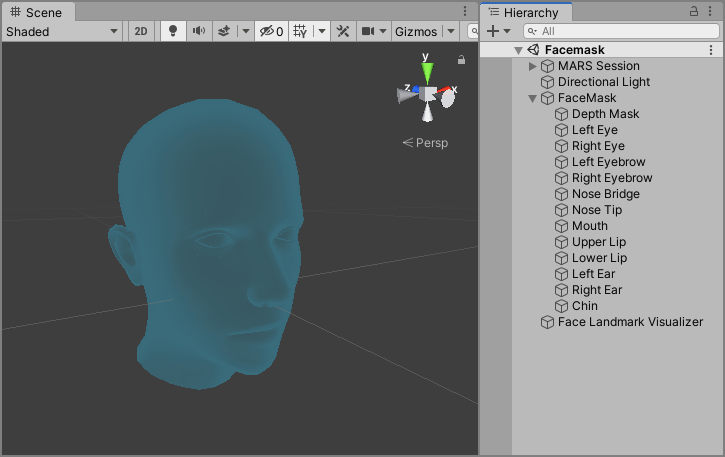 Scene
Shaded
2D
0
Gizmos
y
z
x
Persp
Hierarchy
All
Facemask
MARS Session
Directional Light
FaceMask
Depth Mask
Left Eye
Right Eye
Left Eyebrow
Right Eyebrow
Nose Bridge
Nose Tip
Mouth
Upper Lip
Lower Lip
Left Ear
Right Ear
Chin
Face Landmark Visualizer